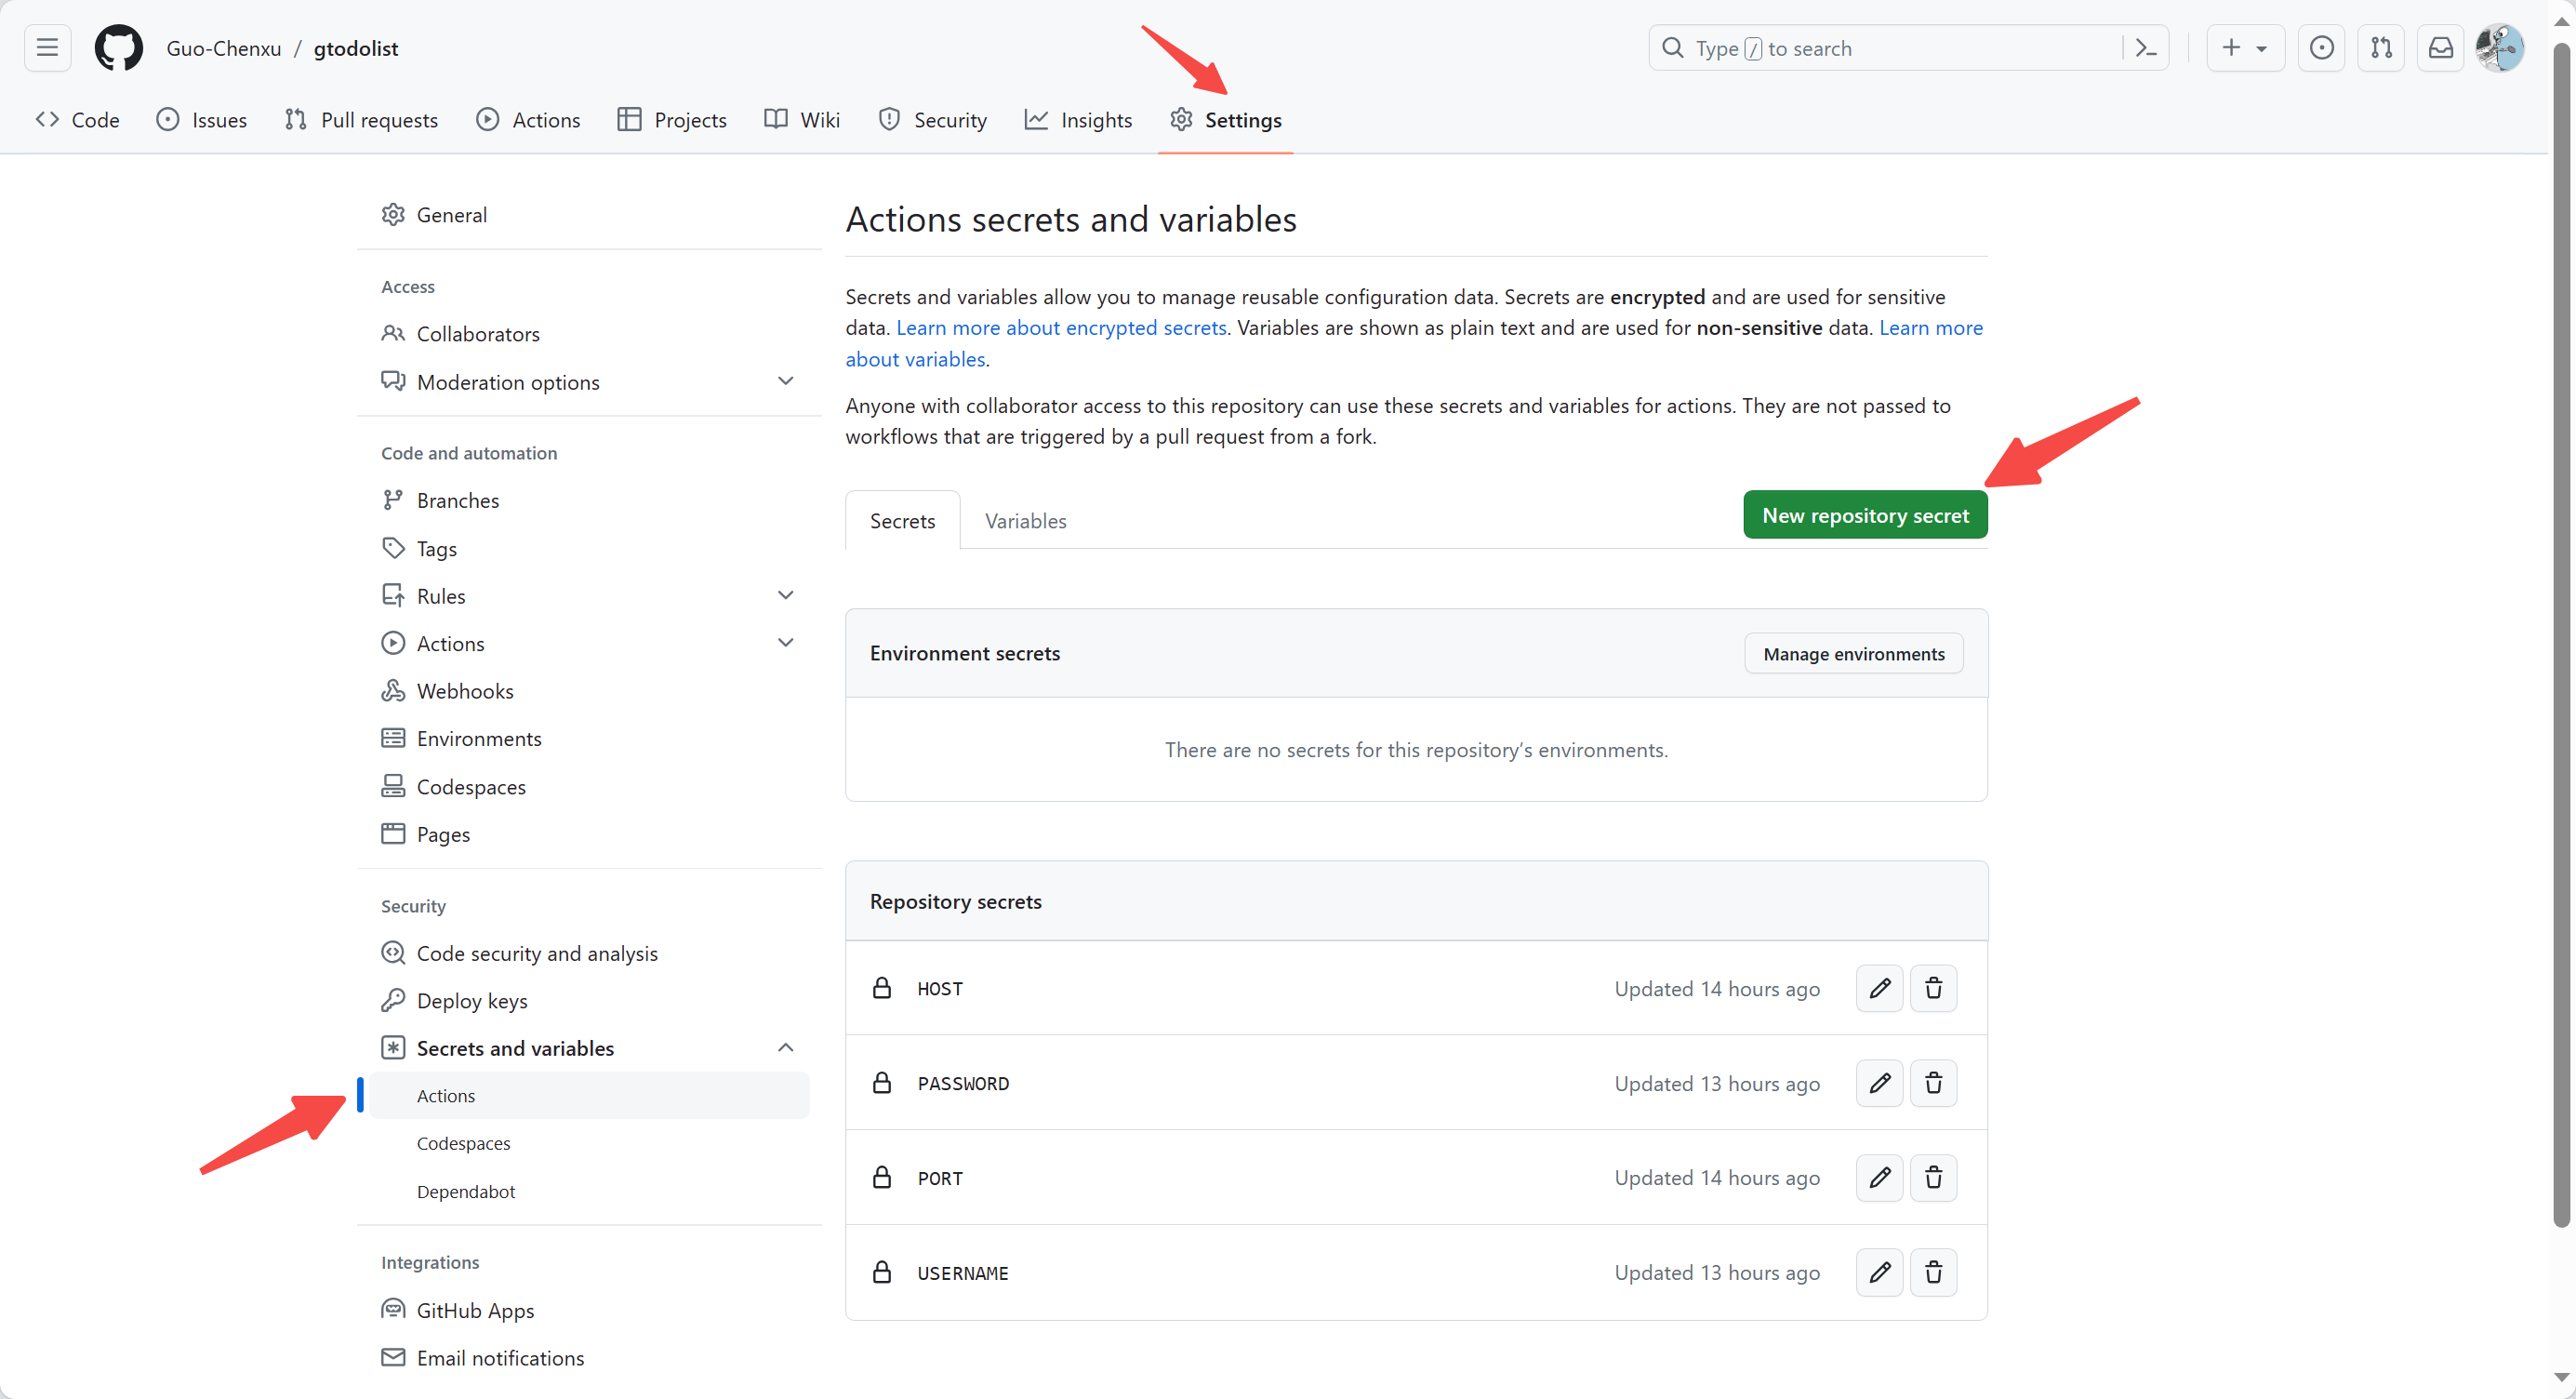 Guo-Chenxu / gtodolist
Type / to search
Code
Issues
Pull requests
Actions
Projects
Wiki
Security
Insights
Settings
General
Access
Collaborators
Moderation options
Code and automation
Branches
Tags
Rules
Actions
Webhooks
Environments
Codespaces
Pages
Security
Code security and analysis
Deploy keys
Secrets and variables
Actions
Codespaces
Dependabot
Integrations
GitHub Apps
Email notifications
Actions secrets and variables
Secrets and variables allow you to manage reusable configuration data. Secrets are encrypted and are used for sensitive
data. Learn more about encrypted secrets. Variables are shown as plain text and are used for non-sensitive data. Learn more
about variables.
Anyone with collaborator access to this repository can use these secrets and variables for actions. They are not passed to
workflows that are triggered by a pull request from a fork.
Secrets
Variables
New repository secret
Environment secrets
Manage environments
There are no secrets for this repository’s environments.
Repository secrets
HOST Updated 14 hours ago
PASSWORD Updated 13 hours ago
PORT Updated 14 hours ago
USERNAME Updated 13 hours ago